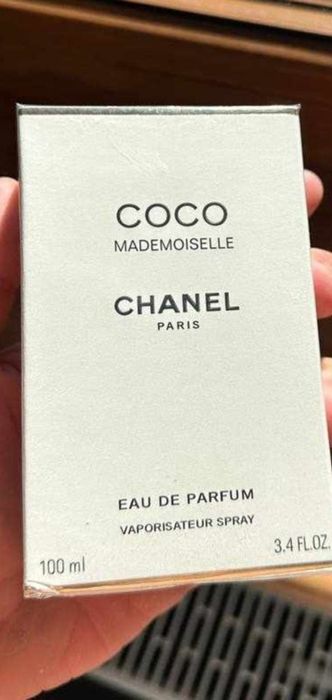 COCO
MADEMOISELLE
CHANEL
PARIS
EAU DE PARFUM
VAPORISATEUR SPRAY
100 ml
3.4 FL.OZ.